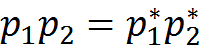 p₁p₂ = p₁*p₂*